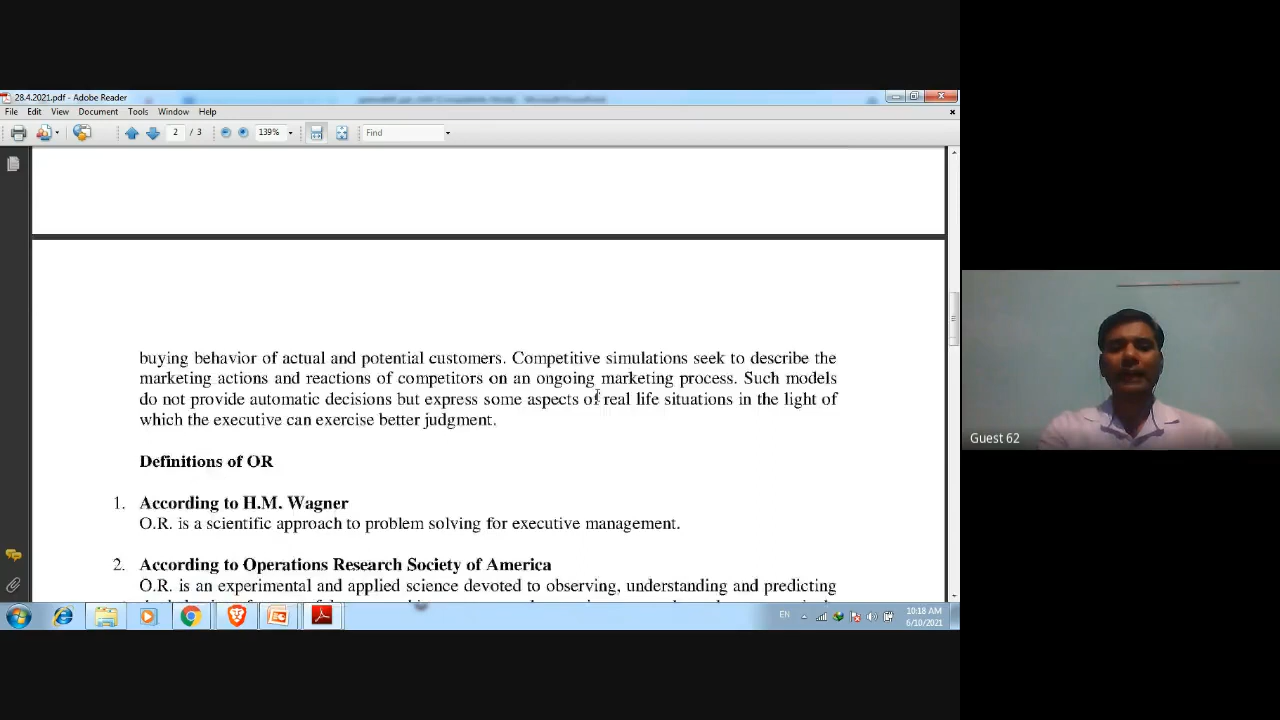 28.4.2021.pdf - Adobe Reader
File Edit View Document Tools Window Help
2 / 3 139% Find
buying behavior of actual and potential customers. Competitive simulations seek to describe the
marketing actions and reactions of competitors on an ongoing marketing process. Such models
do not provide automatic decisions but express some aspects of real life situations in the light of
which the executive can exercise better judgment.
Definitions of OR
1. According to H.M. Wagner
O.R. is a scientific approach to problem solving for executive management.
2. According to Operations Research Society of America
O.R. is an experimental and applied science devoted to observing, understanding and predicting
Guest 62
EN
10:18 AM
6/10/2021